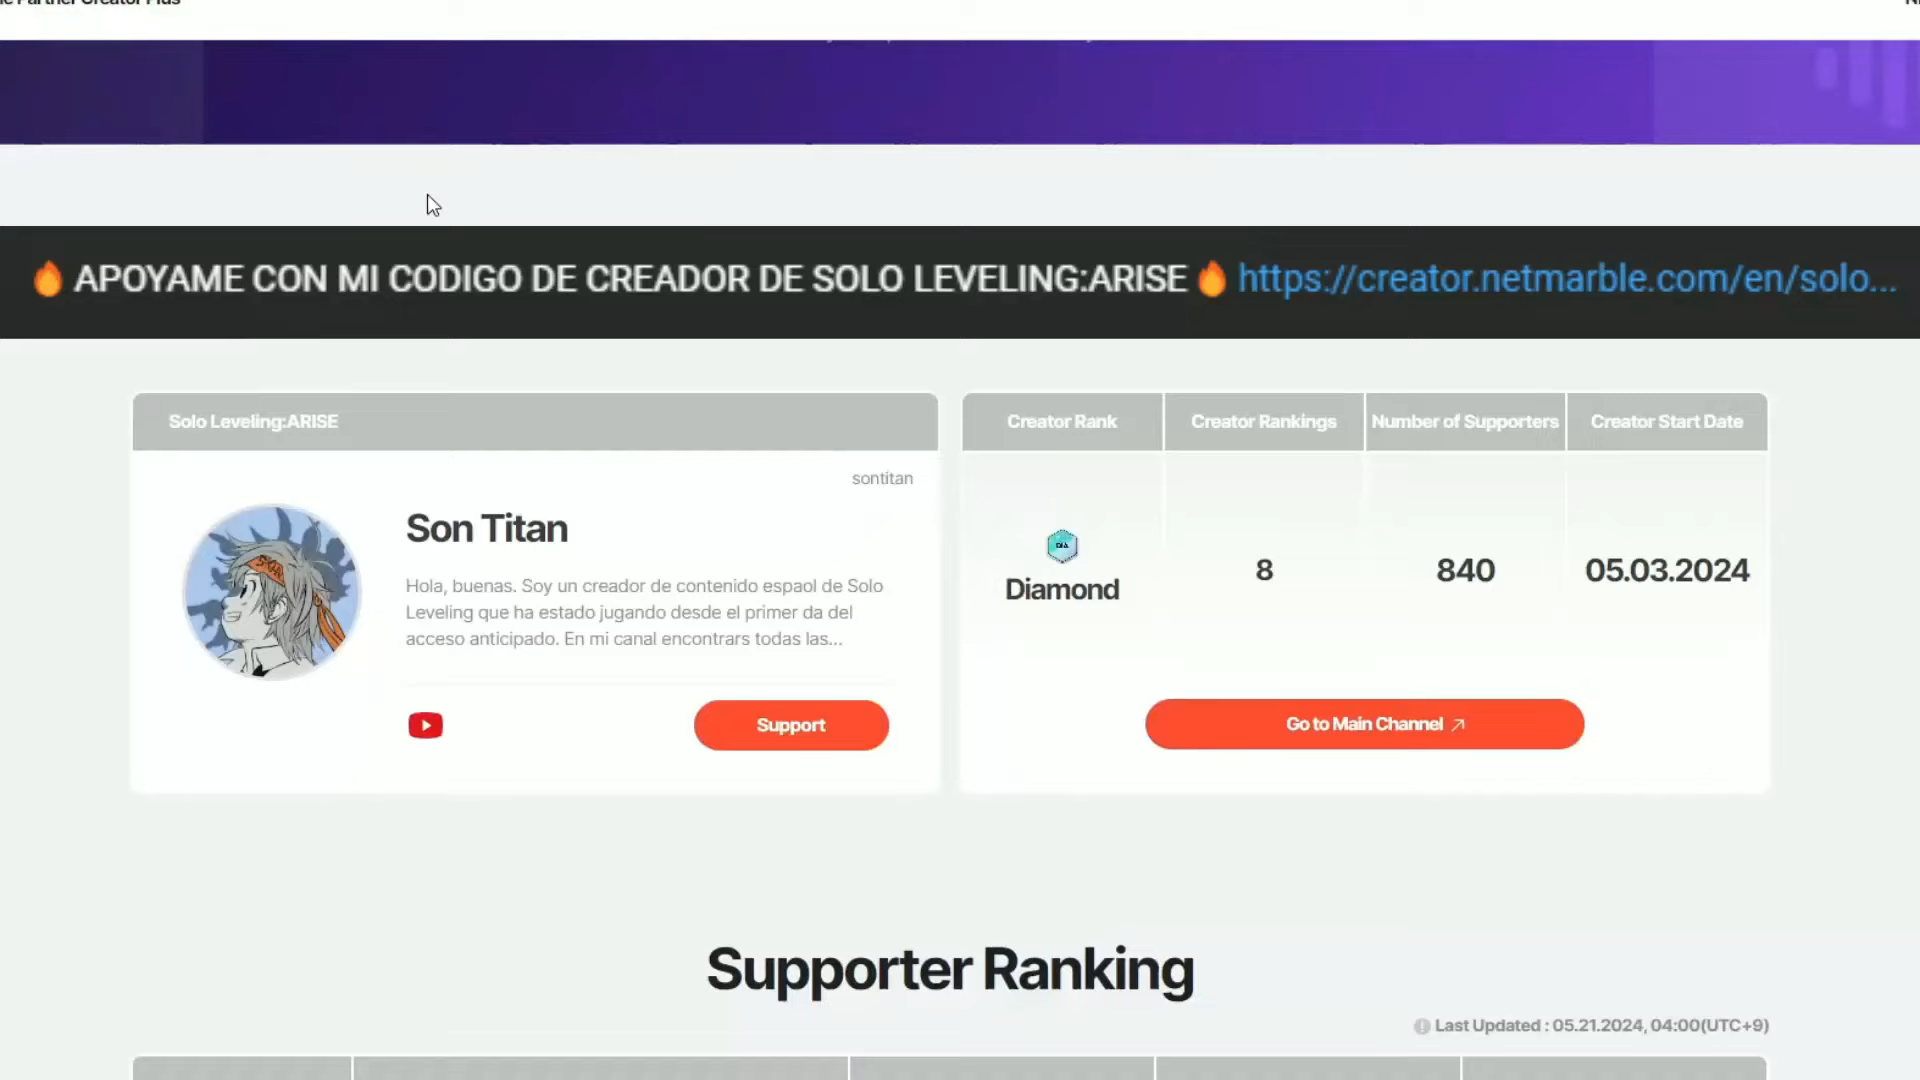 Partner Creator Plus
🔥 APOYAME CON MI CODIGO DE CREADOR DE SOLO LEVELING:ARISE 🔥 https://creator.netmarble.com/en/solo...
Solo Leveling:ARISE
sontitan
Son Titan
Hola, buenas. Soy un creador de contenido espaol de Solo
Leveling que ha estado jugando desde el primer da del
acceso anticipado. En mi canal encontrars todas las...
Support
Creator Rank
Creator Rankings
Number of Supporters
Creator Start Date
DIA
Diamond
8
840
05.03.2024
Go to Main Channel
Supporter Ranking
Last Updated : 05.21.2024, 04:00(UTC+9)